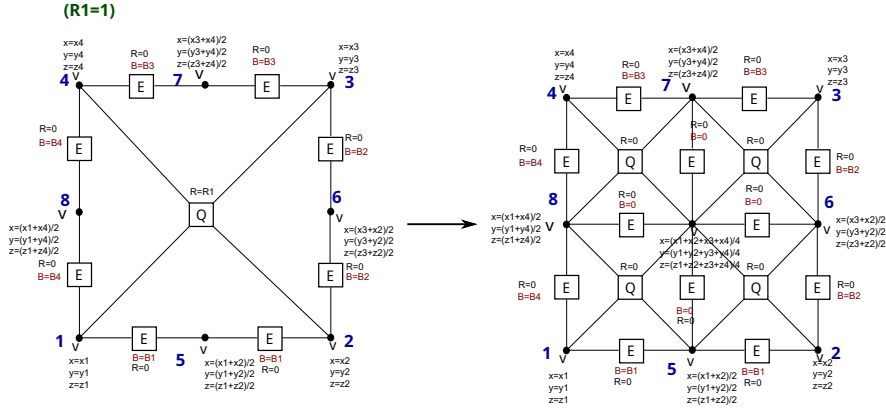 (R1=1)
x=x4
y=y4
z=z4
4
V
R=0
B=B3
E
x=(x3+x4)/2
y=(y3+y4)/2
z=(z3+z4)/2
7
V
R=0
B=B3
E
x=x3
y=y3
z=z3
V
3
R=0
B=B4
E
R=0
B=B2
E
R=R1
Q
8
V
x=(x1+x4)/2
y=(y1+y4)/2
z=(z1+z4)/2
6
V
x=(x3+x2)/2
y=(y3+y2)/2
z=(z3+z2)/2
R=0
B=B4
E
E
R=0
B=B2
1
V
x=x1
y=y1
z=z1
E
B=B1
R=0
5
V
x=(x1+x2)/2
y=(y1+y2)/2
z=(z1+z2)/2
E
B=B1
R=0
2
V
x=x2
y=y2
z=z2
x=x4
y=y4
z=z4
4
V
R=0
B=B3
E
x=(x3+x4)/2
y=(y3+y4)/2
z=(z3+z4)/2
7
V
R=0
B=B3
E
x=x3
y=y3
z=z3
V
3
R=0
B=B4
E
R=0
Q
R=0
B=0
E
R=0
Q
E
R=0
B=B2
8
V
x=(x1+x4)/2
y=(y1+y4)/2
z=(z1+z4)/2
R=0
B=0
E
V
x=(x1+x2+x3+x4)/4
y=(y1+y2+y3+y4)/4
z=(z1+z2+z3+z4)/4
R=0
B=0
E
6
V
x=(x3+x2)/2
y=(y3+y2)/2
z=(z3+z2)/2
R=0
B=B4
E
R=0
Q
E
B=0
R=0
R=0
Q
E
R=0
B=B2
1
V
x=x1
y=y1
z=z1
E
B=B1
R=0
5
V
x=(x1+x2)/2
y=(y1+y2)/2
z=(z1+z2)/2
E
B=B1
R=0
2
V
x=x2
y=y2
z=z2